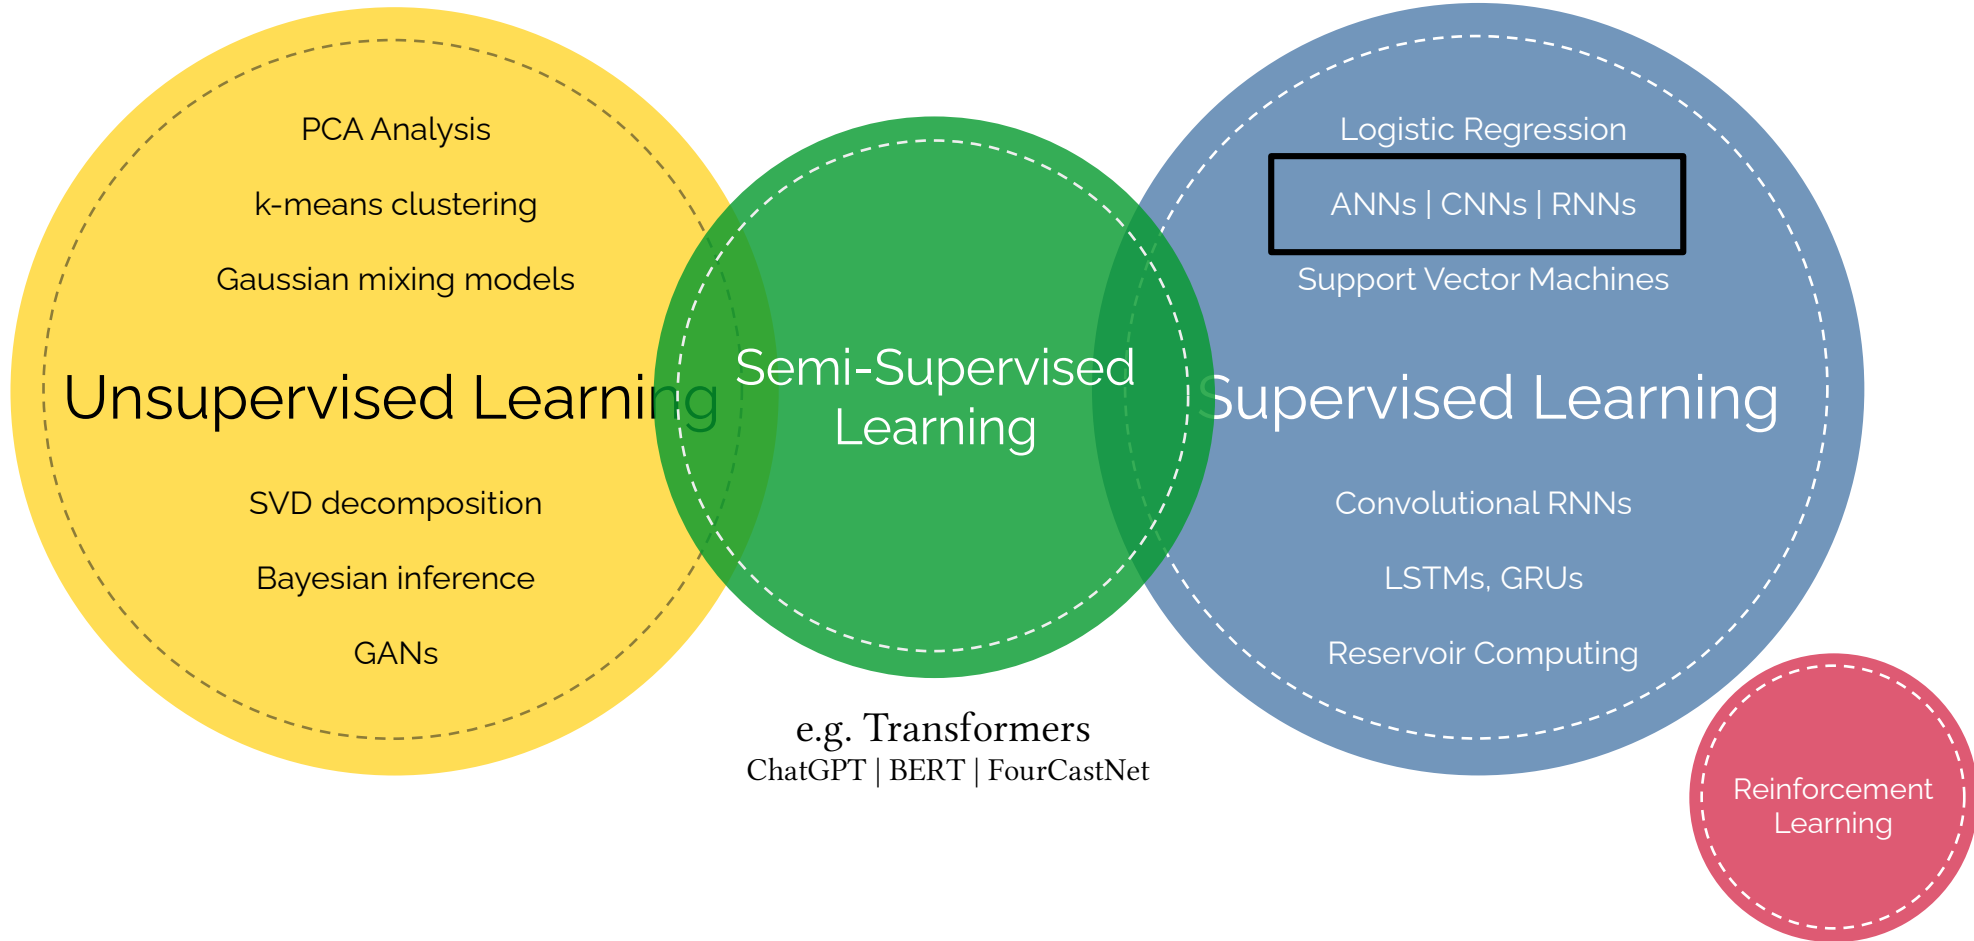 PCA Analysis
k-means clustering
Gaussian mixing models
Unsupervised Learning
SVD decomposition
Bayesian inference
GANs
Semi-Supervised
Learning
e.g. Transformers
ChatGPT | BERT | FourCastNet
Logistic Regression
ANNs | CNNs | RNNs
Support Vector Machines
Supervised Learning
Convolutional RNNs
LSTMs, GRUs
Reservoir Computing
Reinforcement
Learning